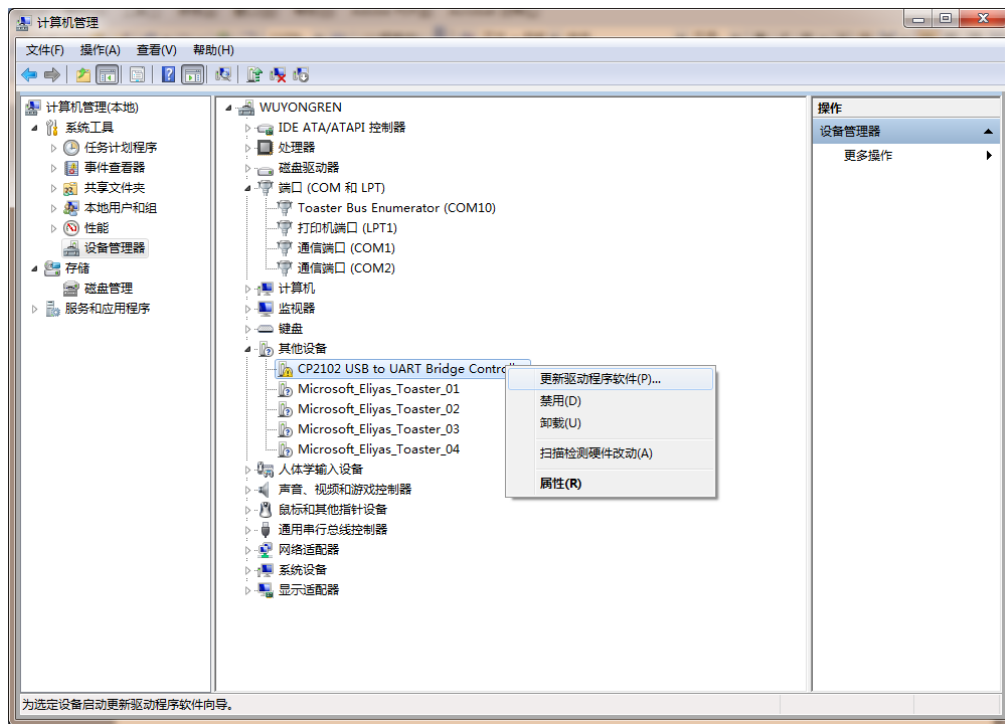 计算机管理
文件(F) 操作(A) 查看(V) 帮助(H)
计算机管理(本地)
系统工具
任务计划程序
事件查看器
共享文件夹
本地用户和组
性能
设备管理器
存储
磁盘管理
服务和应用程序
WUYONGREN
IDE ATA/ATAPI 控制器
处理器
磁盘驱动器
端口 (COM 和 LPT)
Toaster Bus Enumerator (COM10)
打印机端口 (LPT1)
通信端口 (COM1)
通信端口 (COM2)
计算机
监视器
键盘
其他设备
CP2102 USB to UART Bridge Contro
Microsoft_Eliyas_Toaster_01
Microsoft_Eliyas_Toaster_02
Microsoft_Eliyas_Toaster_03
Microsoft_Eliyas_Toaster_04
人体学输入设备
声音、视频和游戏控制器
鼠标和其他指针设备
通用串行总线控制器
网络适配器
系统设备
显示适配器
更新驱动程序软件(P)...
禁用(D)
卸载(U)
扫描检测硬件改动(A)
属性(R)
操作
设备管理器
更多操作
为选定设备启动更新驱动程序软件向导。